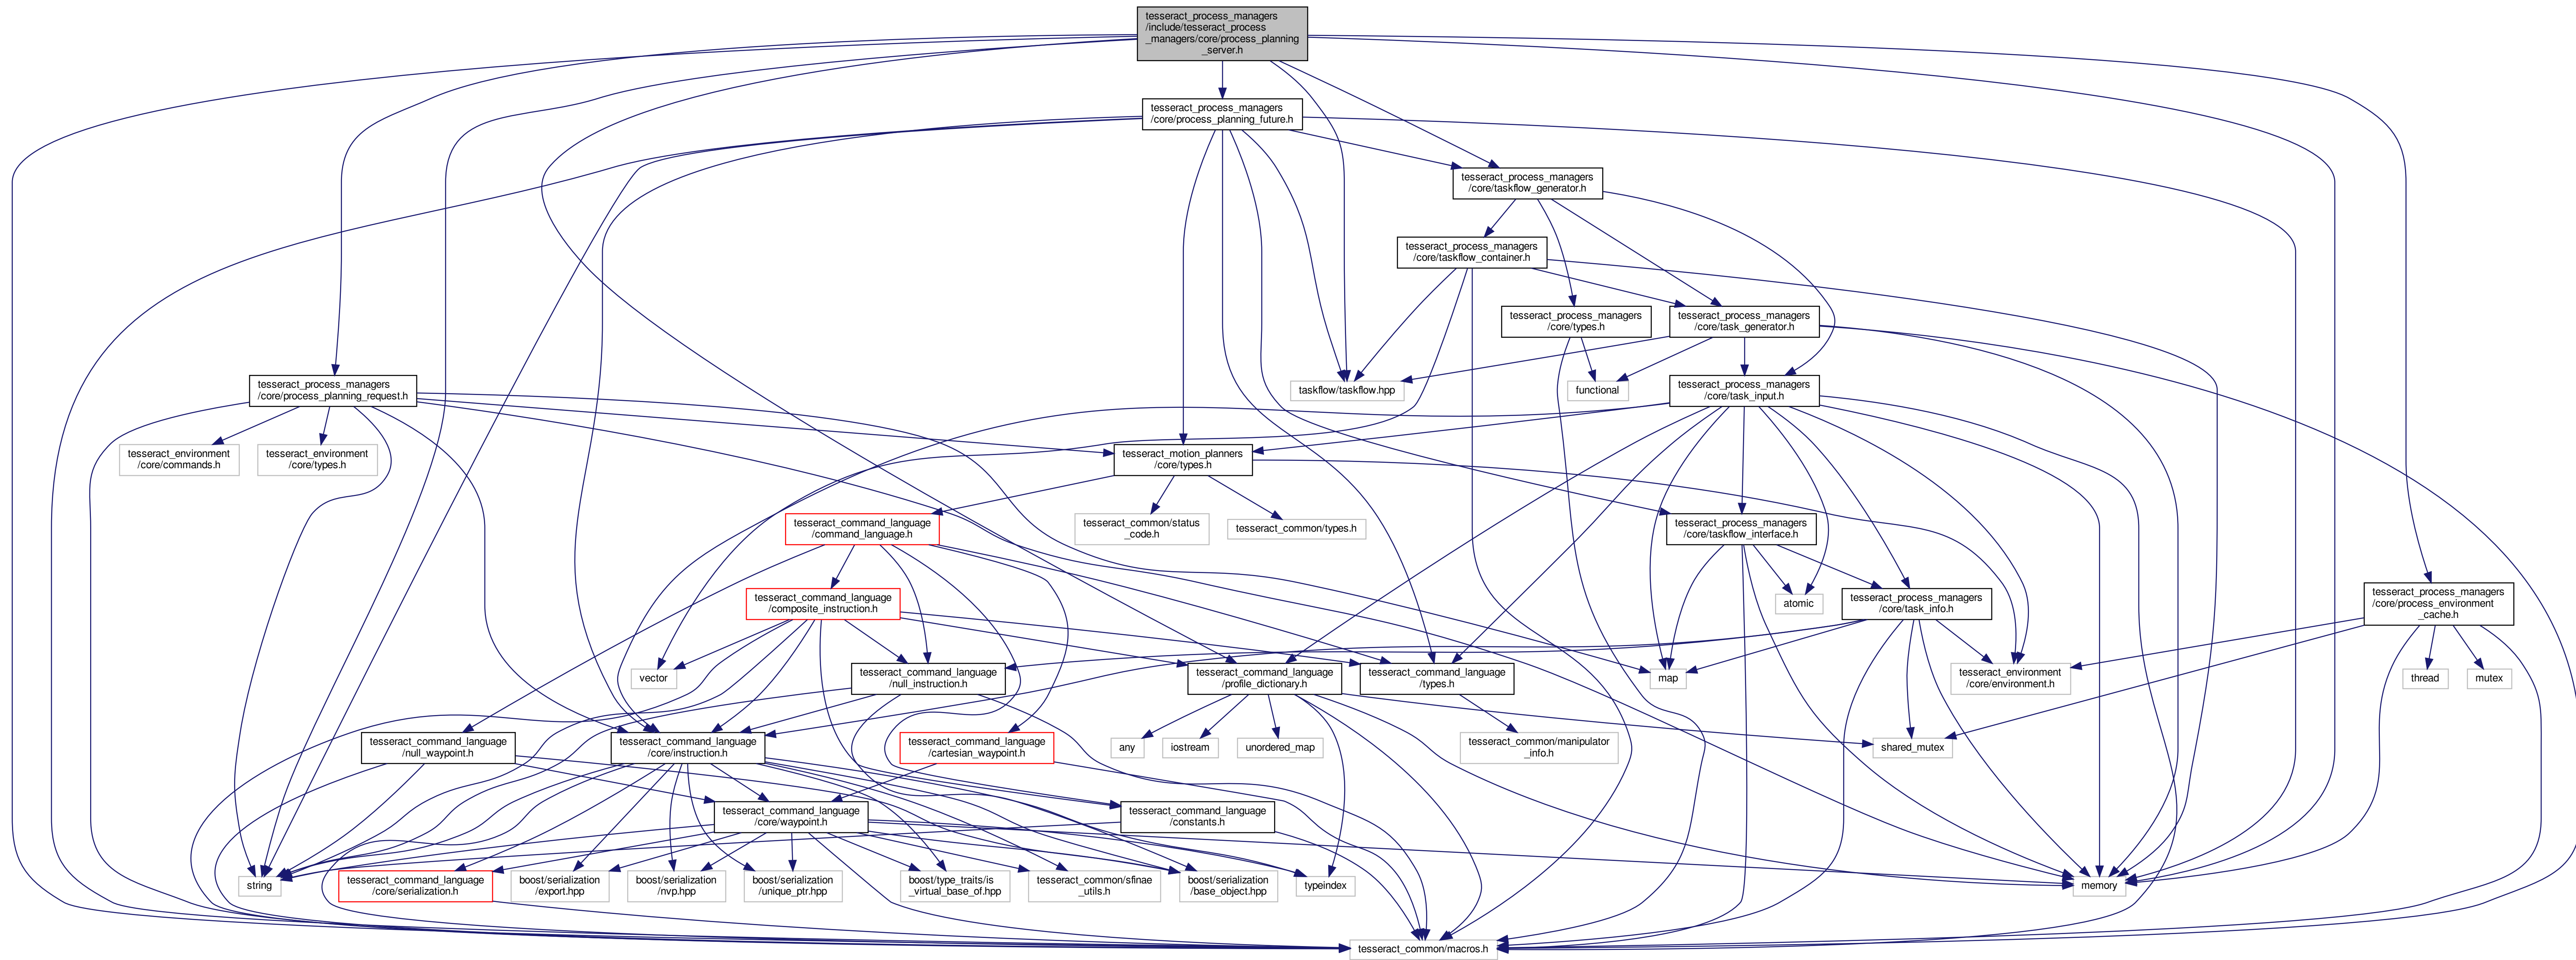 tesseract_process_managers
/include/tesseract_process
_managers/core/process_planning
_server.h
tesseract_process_managers
/core/process_planning_future.h
tesseract_process_managers
/core/taskflow_generator.h
tesseract_process_managers
/core/taskflow_container.h
tesseract_process_managers
/core/types.h
tesseract_process_managers
/core/task_generator.h
tesseract_process_managers
/core/process_planning_request.h
taskflow/taskflow.hpp
functional
tesseract_process_managers
/core/task_input.h
tesseract_environment
/core/commands.h
tesseract_environment
/core/types.h
tesseract_motion_planners
/core/types.h
tesseract_command_language
/command_language.h
tesseract_common/status
_code.h
tesseract_common/types.h
tesseract_process_managers
/core/taskflow_interface.h
tesseract_command_language
/composite_instruction.h
atomic
tesseract_process_managers
/core/task_info.h
tesseract_process_managers
/core/process_environment
_cache.h
vector
tesseract_command_language
/null_instruction.h
tesseract_command_language
/profile_dictionary.h
tesseract_command_language
/types.h
map
tesseract_environment
/core/environment.h
thread
mutex
tesseract_command_language
/null_waypoint.h
tesseract_command_language
/core/instruction.h
tesseract_command_language
/cartesian_waypoint.h
any
iostream
unordered_map
tesseract_common/manipulator
_info.h
shared_mutex
tesseract_command_language
/core/waypoint.h
tesseract_command_language
/constants.h
string
tesseract_command_language
/core/serialization.h
boost/serialization
/export.hpp
boost/serialization
/nvp.hpp
boost/serialization
/unique_ptr.hpp
boost/type_traits/is
_virtual_base_of.hpp
tesseract_common/sfinae
_utils.h
boost/serialization
/base_object.hpp
typeindex
memory
tesseract_common/macros.h